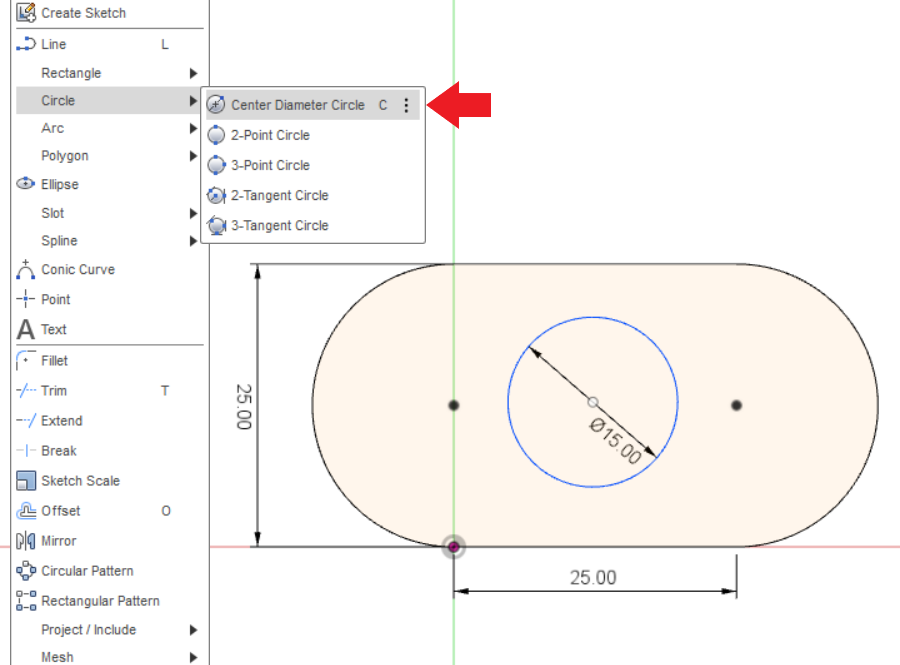 Create Sketch
Line L
Rectangle
Circle
Arc
Polygon
Ellipse
Slot
Spline
Conic Curve
Point
A Text
Fillet
Trim T
Extend
Break
Sketch Scale
Offset O
Mirror
Circular Pattern
Rectangular Pattern
Project / Include
Mesh
Center Diameter Circle C
2-Point Circle
3-Point Circle
2-Tangent Circle
3-Tangent Circle
25.00
Ø15.00
25.00